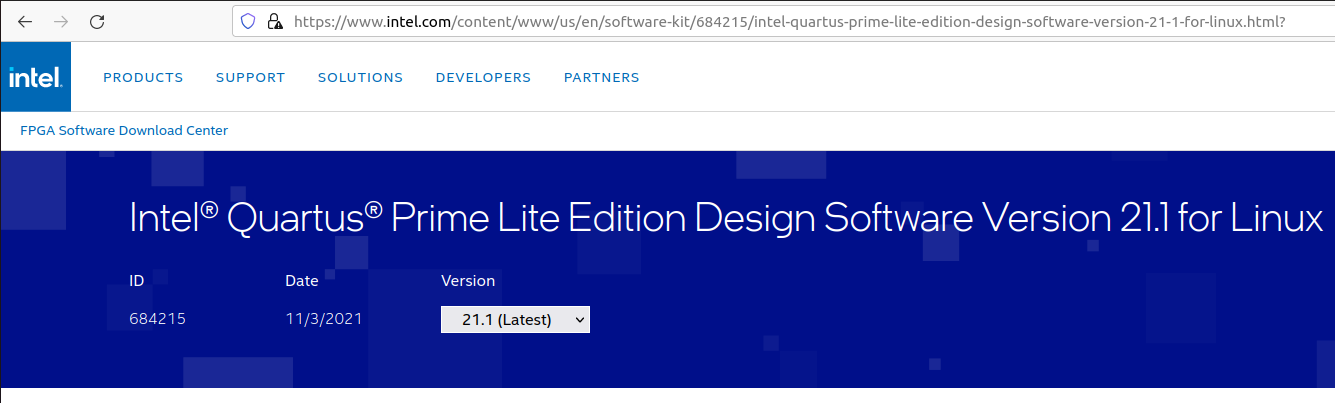 https://www.intel.com/content/www/us/en/software-kit/684215/intel-quartus-prime-lite-edition-design-software-version-21-1-for-linux.html?
intel. PRODUCTS SUPPORT SOLUTIONS DEVELOPERS PARTNERS
FPGA Software Download Center
Intel® Quartus® Prime Lite Edition Design Software Version 21.1 for Linux
ID Date Version
684215 11/3/2021 21.1 (Latest)